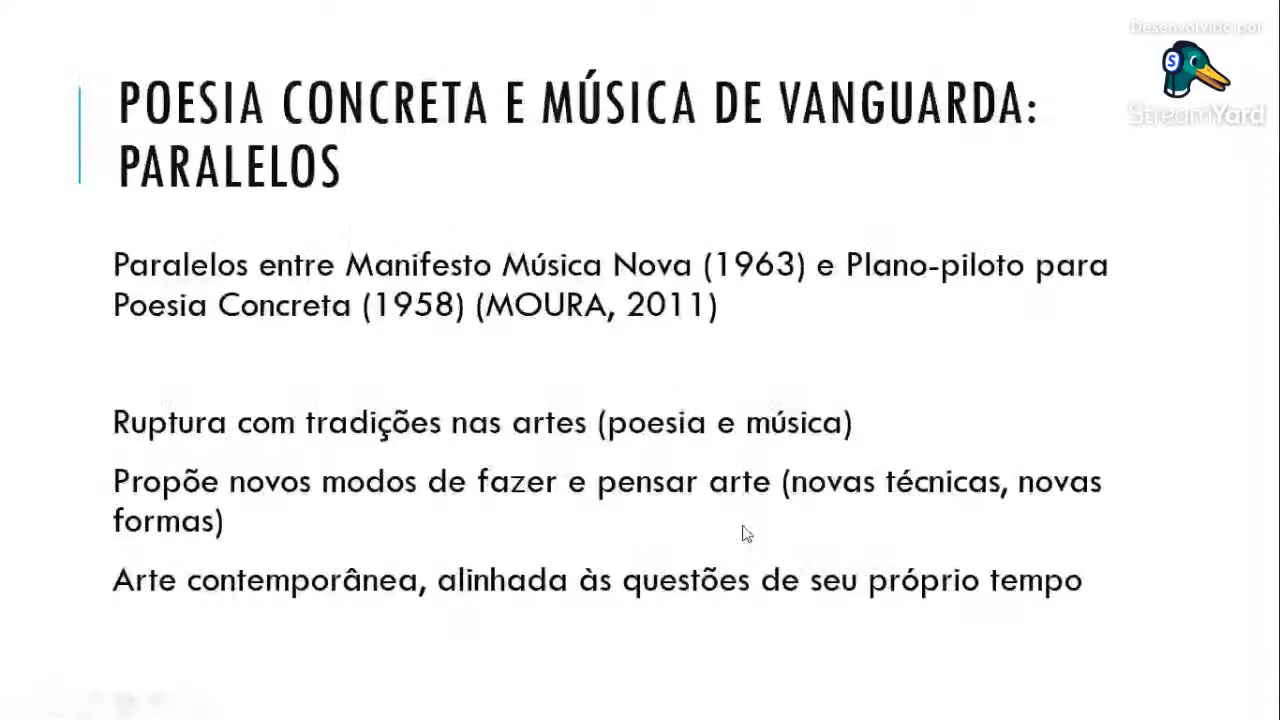 Desenvolvido por
StreamYard
POESIA CONCRETA E MÚSICA DE VANGUARDA:
PARALELOS
Paralelos entre Manifesto Música Nova (1963) e Plano-piloto para
Poesia Concreta (1958) (MOURA, 2011)
Ruptura com tradições nas artes (poesia e música)
Propõe novos modos de fazer e pensar arte (novas técnicas, novas
formas)
Arte contemporânea, alinhada às questões de seu próprio tempo